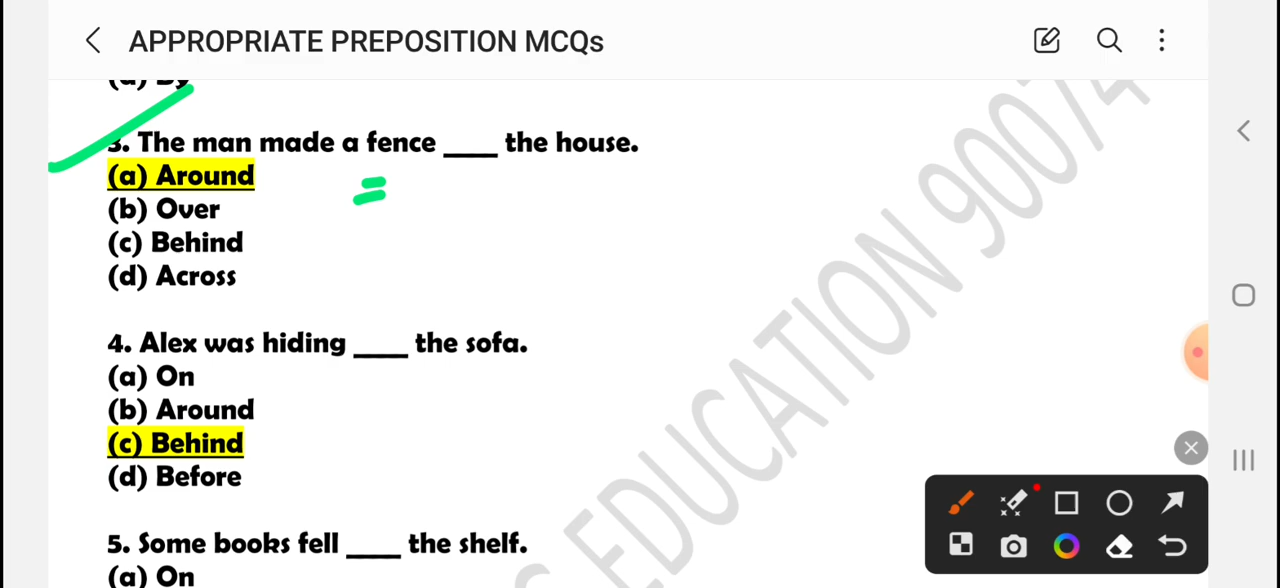 APPROPRIATE PREPOSITION MCQs
3. The man made a fence ____ the house.
(a) Around
(b) Over
(c) Behind
(d) Across
4. Alex was hiding ____ the sofa.
(a) On
(b) Around
(c) Behind
(d) Before
5. Some books fell ____ the shelf.
(a) On
EDUCATION 9007